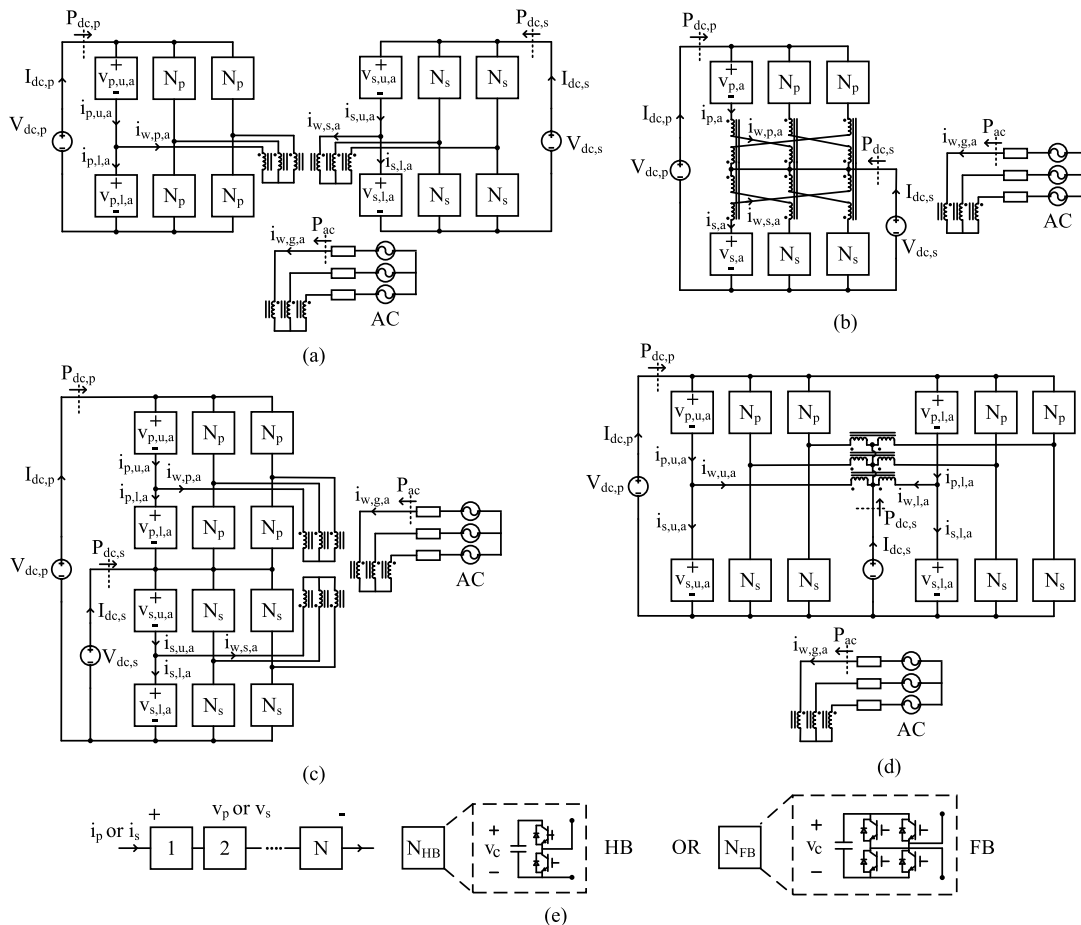 P_dc,p
P_dc,s
I_dc,p
V_dc,p
v_p,u,a
+
-
N_p
N_p
i_p,u,a
i_w,p,a
i_p,l,a
v_p,l,a
+
-
N_p
N_p
v_s,u,a
+
-
N_s
N_s
i_s,u,a
i_w,s,a
i_s,l,a
v_s,l,a
+
-
N_s
N_s
I_dc,s
V_dc,s
+
-
+
-
i_w,g,a
P_ac
AC
(a)
P_dc,p
I_dc,p
V_dc,p
+
-
v_p,a
+
-
N_p
N_p
i_p,a
i_w,p,a
P_dc,s
i_s,a
i_w,s,a
v_s,a
+
-
N_s
N_s
I_dc,s
V_dc,s
+
-
i_w,g,a
P_ac
AC
(b)
P_dc,p
I_dc,p
V_dc,p
+
-
v_p,u,a
+
-
N_p
N_p
i_p,u,a
i_w,p,a
i_p,l,a
v_p,l,a
+
-
N_p
N_p
P_dc,s
I_dc,s
V_dc,s
+
-
v_s,u,a
+
-
N_s
N_s
i_s,u,a
i_w,s,a
i_s,l,a
v_s,l,a
+
-
N_s
N_s
i_w,g,a
P_ac
AC
(c)
P_dc,p
I_dc,p
V_dc,p
+
-
v_p,u,a
+
-
N_p
N_p
v_p,l,a
+
-
N_p
N_p
i_p,u,a
i_w,u,a
i_w,l,a
i_p,l,a
P_dc,s
i_s,u,a
I_dc,s
i_s,l,a
+
-
v_s,u,a
+
-
N_s
N_s
v_s,l,a
+
-
N_s
N_s
i_w,g,a
P_ac
AC
(d)
i_p or i_s
+
v_p or v_s
-
1
2
N
N_HB
+
v_c
−
HB
OR
N_FB
+
v_c
−
FB
(e)